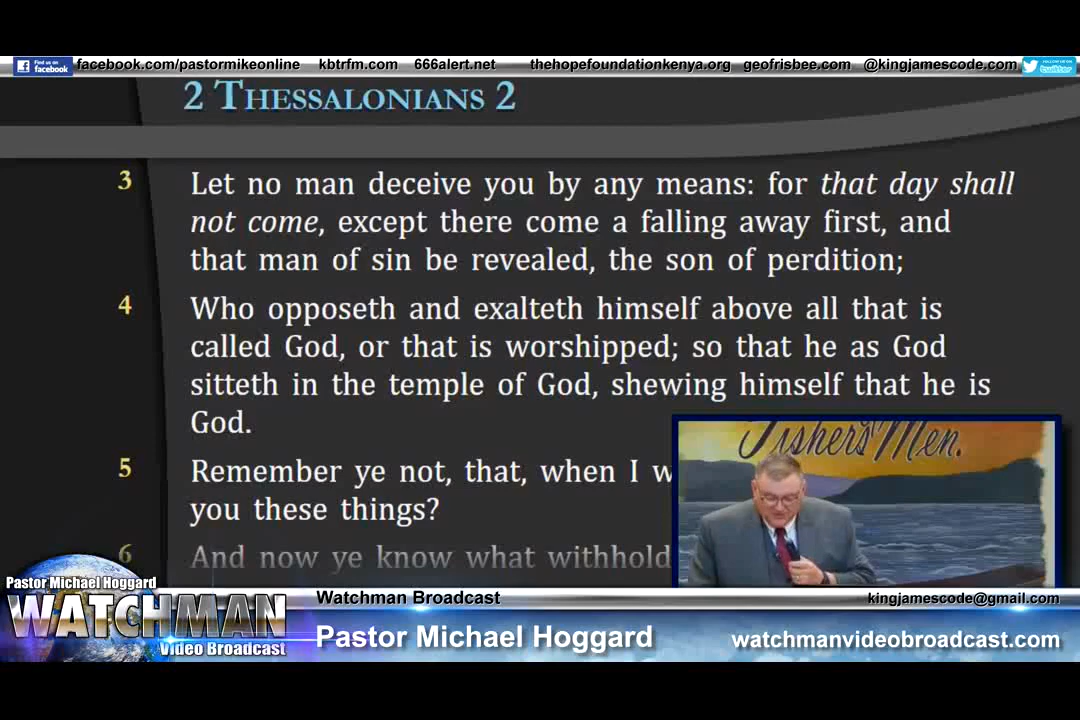 Find us on facebook
facebook.com/pastormikeonline kbtrfm.com 666alert.net thehopefoundationkenya.org geofrisbee.com @kingjamescode.com
2 THESSALONIANS 2
3 Let no man deceive you by any means: for that day shall
not come, except there come a falling away first, and
that man of sin be revealed, the son of perdition;
4 Who opposeth and exalteth himself above all that is
called God, or that is worshipped; so that he as God
sitteth in the temple of God, shewing himself that he is
God.
5 Remember ye not, that, when I w
you these things?
6 And now ye know what withhold
Fishers of Men.
Pastor Michael Hoggard
WATCHMAN
Video Broadcast
Watchman Broadcast
kingjamescode@gmail.com
Pastor Michael Hoggard
watchmanvideobroadcast.com